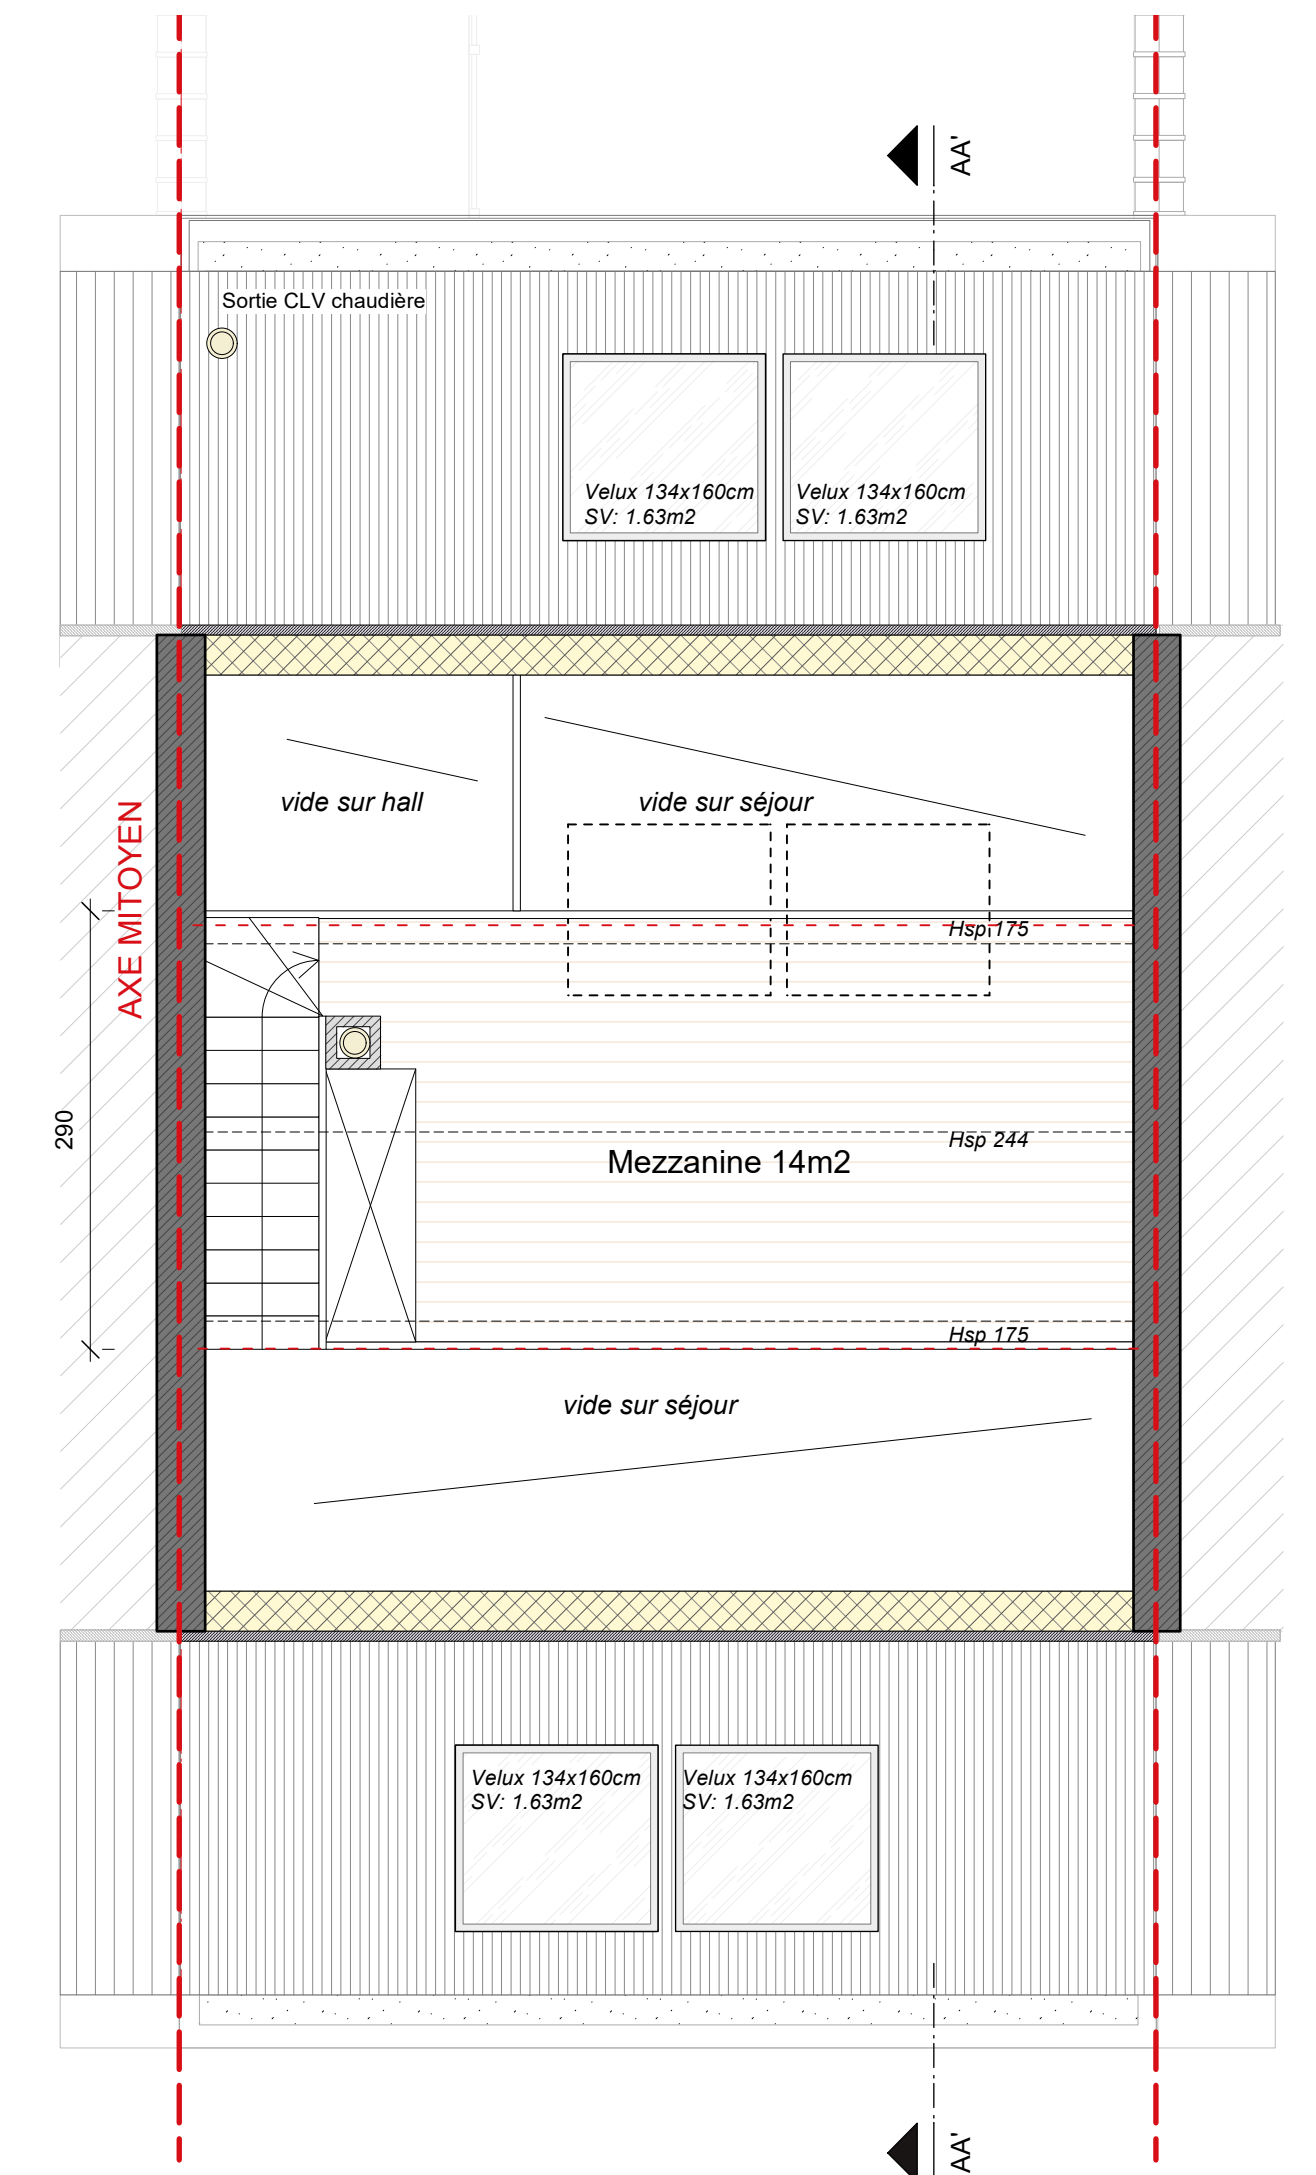 AA'
Sortie CLV chaudière
Velux 134x160cm
SV: 1.63m2
Velux 134x160cm
SV: 1.63m2
vide sur hall
vide sur séjour
AXE MITOYEN
Hsp 175
290
Hsp 244
Mezzanine 14m2
Hsp 175
vide sur séjour
Velux 134x160cm
SV: 1.63m2
Velux 134x160cm
SV: 1.63m2
AA'